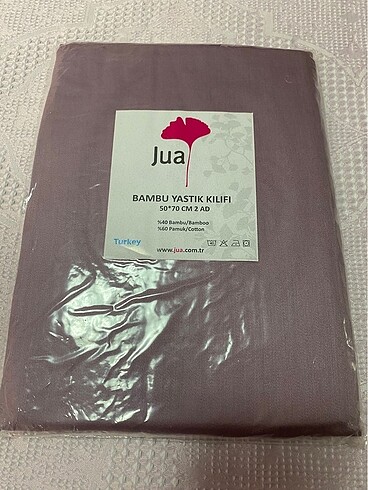 Jua
BAMBU YASTIK KILIFI
50*70 CM 2 AD
%40 Bambu/Bamboo
%60 Pamuk/Cotton
Turkey
www.jua.com.tr